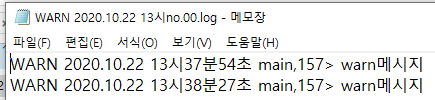 WARN 2020.10.22 13시no.00.log - 메모장
파일(F) 편집(E) 서식(O) 보기(V) 도움말(H)
WARN 2020.10.22 13시37분54초 main,157> warn메시지
WARN 2020.10.22 13시38분27초 main,157> warn메시지